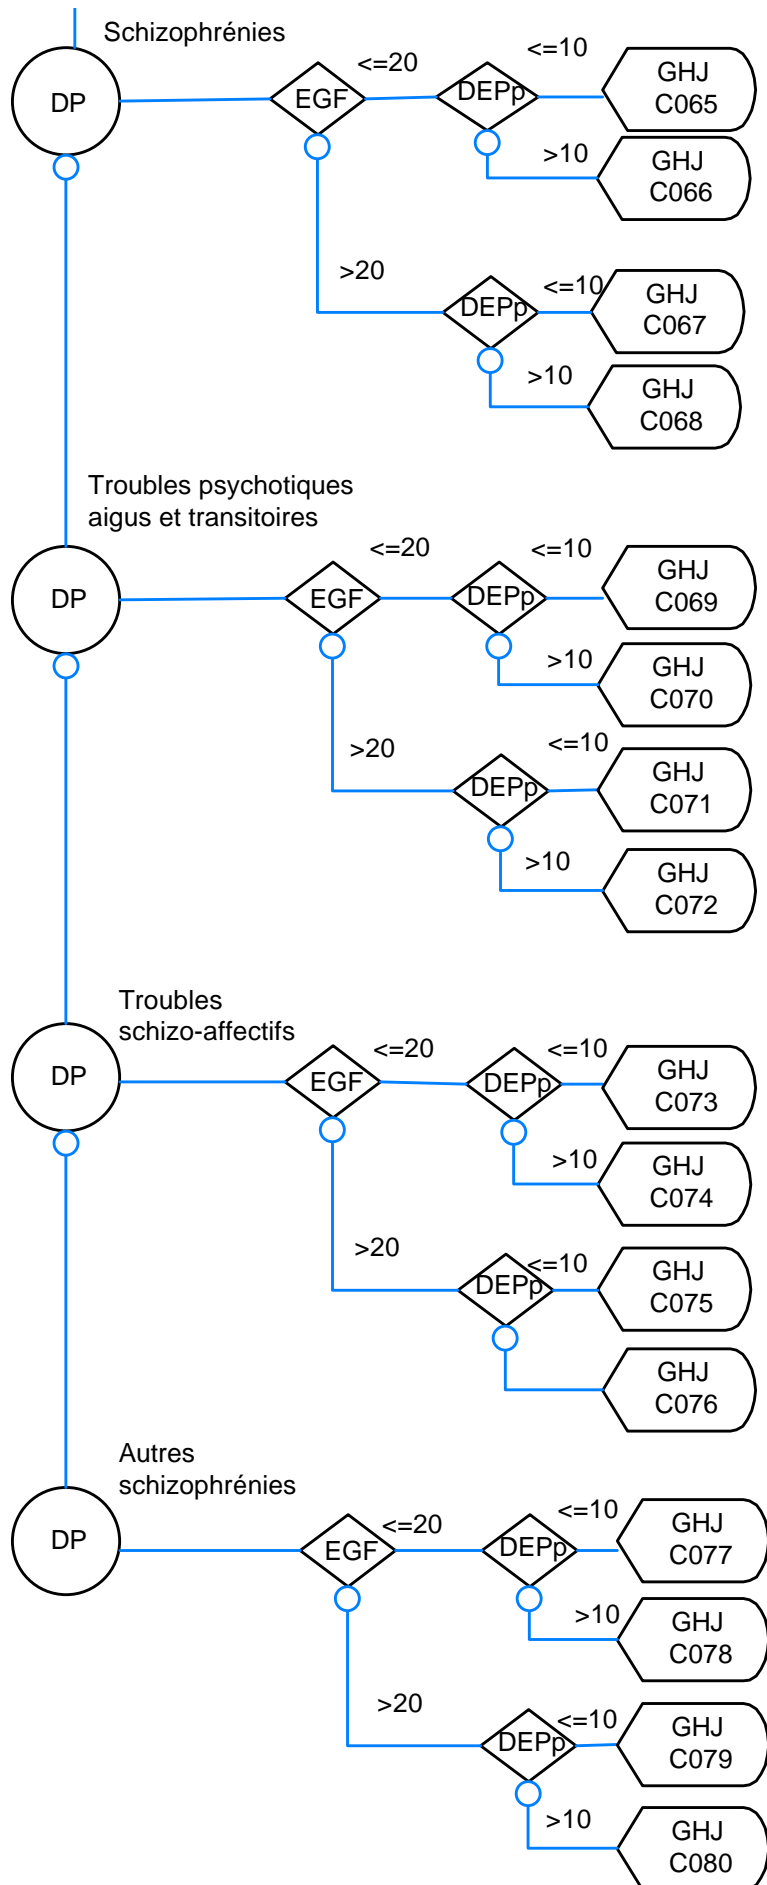 Schizophrénies
DP
EGF
<=20
DEPp
<=10
GHJ
C065
>10
GHJ
C066
>20
DEPp
<=10
GHJ
C067
>10
GHJ
C068
Troubles psychotiques
aigus et transitoires
DP
EGF
<=20
DEPp
<=10
GHJ
C069
>10
GHJ
C070
>20
DEPp
<=10
GHJ
C071
>10
GHJ
C072
Troubles
schizo-affectifs
DP
EGF
<=20
DEPp
<=10
GHJ
C073
>10
GHJ
C074
>20
DEPp
<=10
GHJ
C075
GHJ
C076
Autres
schizophrénies
DP
EGF
<=20
DEPp
<=10
GHJ
C077
>10
GHJ
C078
>20
DEPp
<=10
GHJ
C079
>10
GHJ
C080